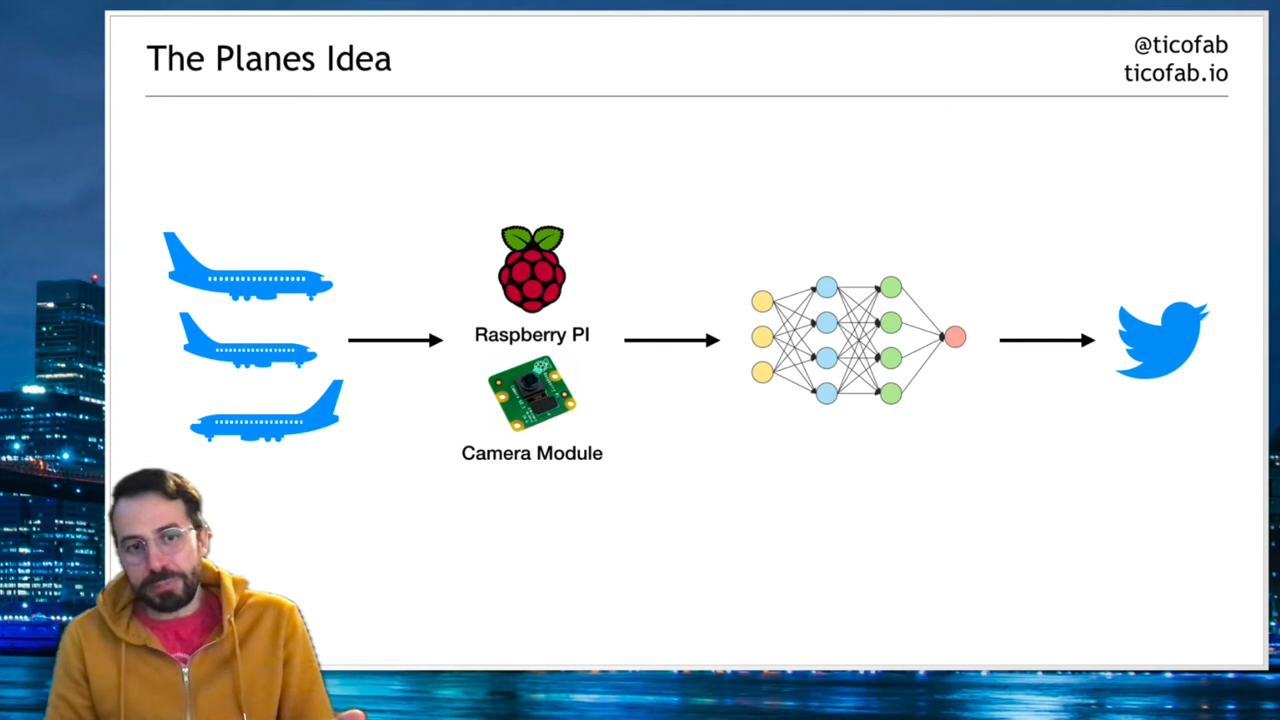 The Planes Idea
@ticofab
ticofab.io
Raspberry PI
Camera Module